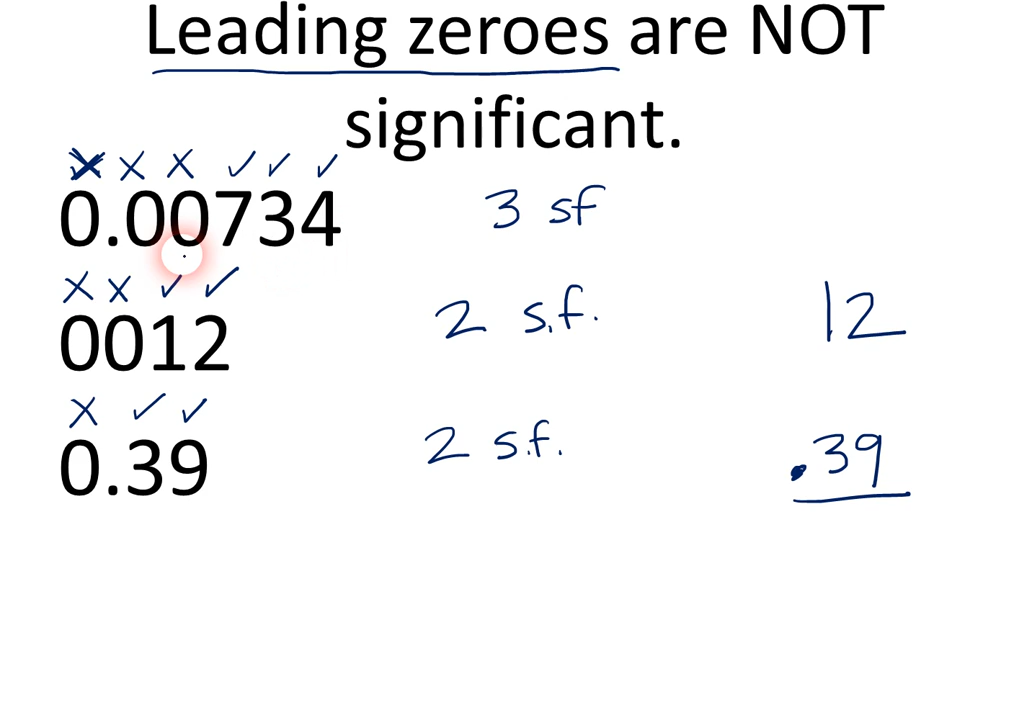 Leading zeroes are NOT
significant.
× × × ✓ ✓ ✓
0.00734 3 sf
× × ✓ ✓
0012 2 s.f. 12
× ✓ ✓
0.39 2 s.f. .39